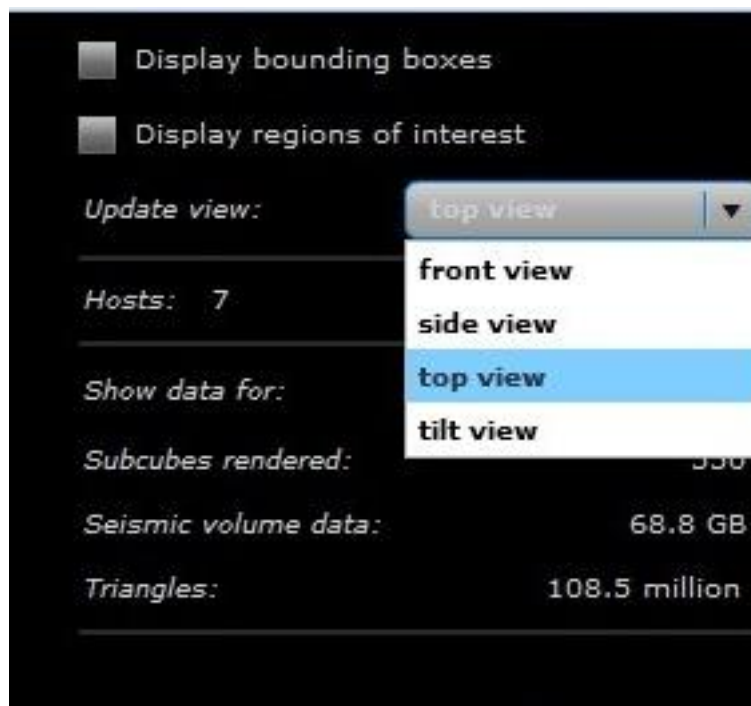 Display bounding boxes
Display regions of interest
Update view: top view
front view
Hosts: 7
side view
top view
Show data for:
tilt view
Subcubes rendered:
Seismic volume data: 68.8 GB
Triangles: 108.5 million